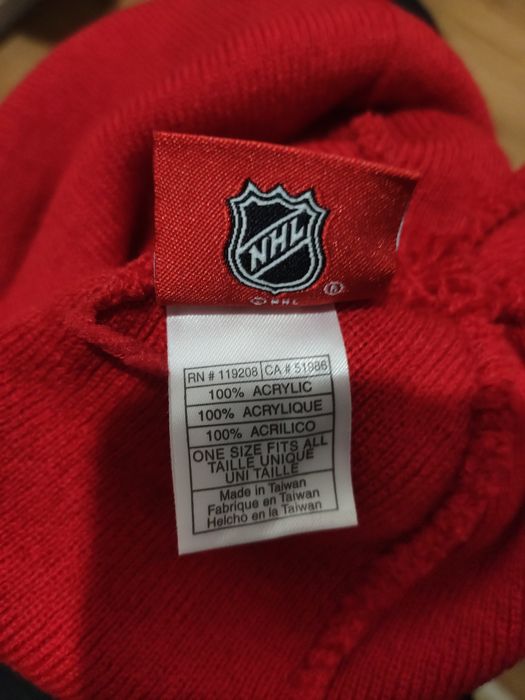 NHL
® NHL ®
RN # 119208 CA # 51986
100% ACRYLIC
100% ACRYLIQUE
100% ACRILICO
ONE SIZE FITS ALL
TAILLE UNIQUE
UNI TAILLE
Made in Taiwan
Fabrique en Taiwan
Helcho en la Taiwan